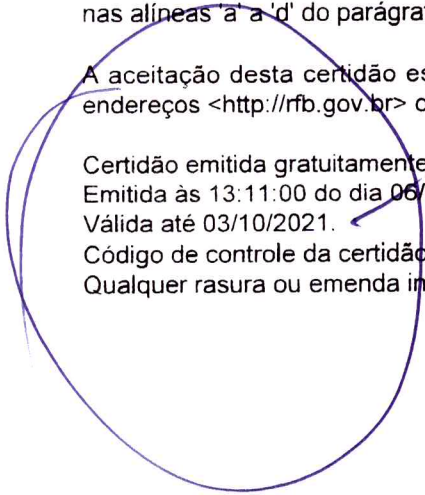 nas alíneas 'a' a 'd' do parágra
A aceitação desta certidão es
endereços <http://rfb.gov.br> o
Certidão emitida gratuitamente
Emitida às 13:11:00 do dia 06/
Válida até 03/10/2021.
Código de controle da certidão
Qualquer rasura ou emenda in